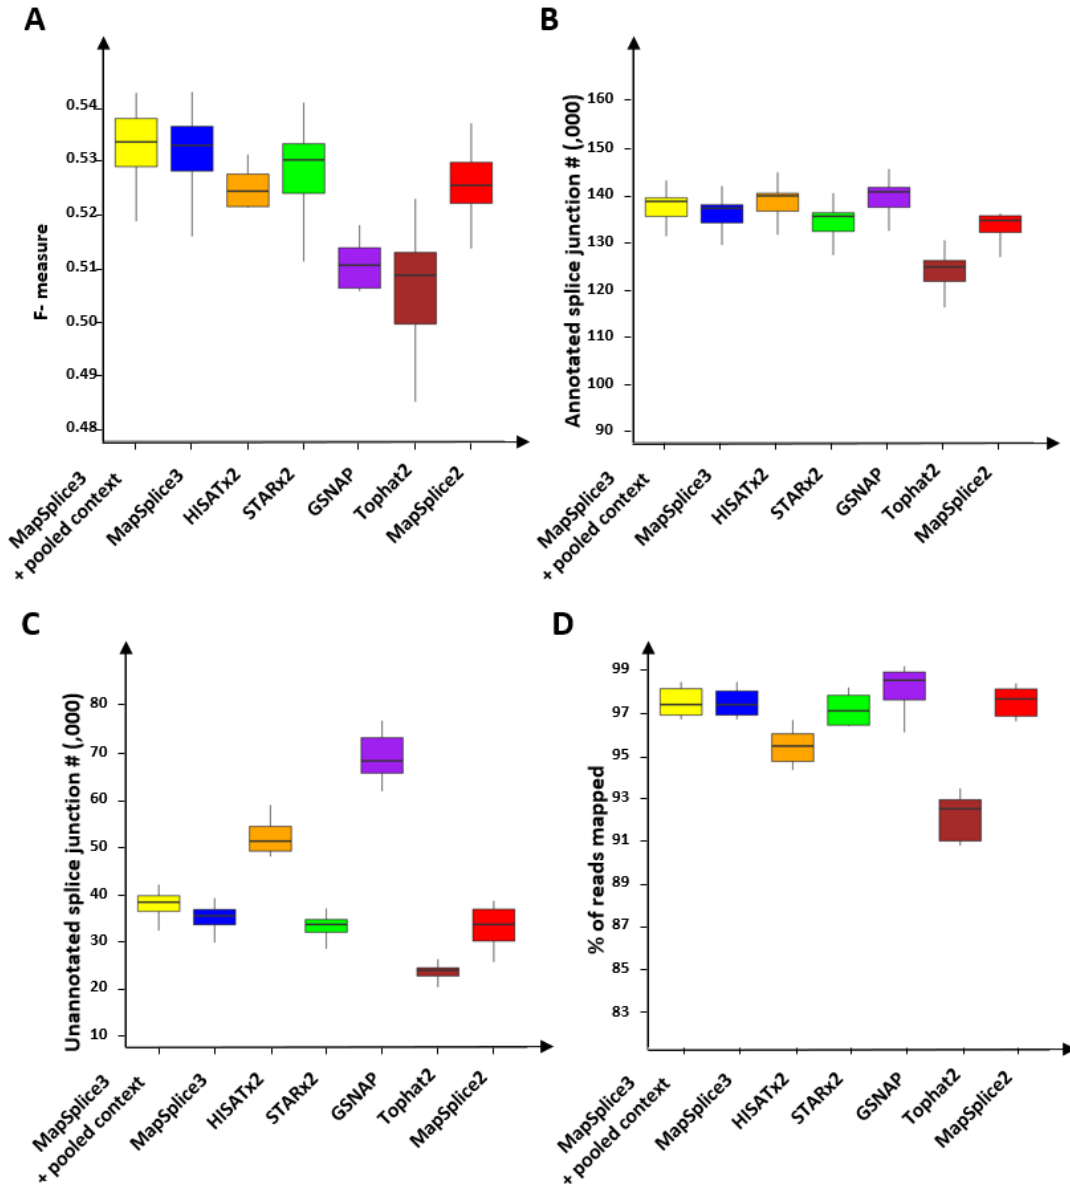 A
0.54
0.53
0.52
0.51
0.50
0.49
0.48
F- measure
MapSplice3
+ pooled context
MapSplice3
HISATx2
STARx2
GSNAP
Tophat2
MapSplice2
B
160
150
140
130
120
110
100
90
Annotated splice junction # (,000)
MapSplice3
+ pooled context
MapSplice3
HISATx2
STARx2
GSNAP
Tophat2
MapSplice2
C
80
70
60
50
40
30
20
10
Unannotated splice junction # (,000)
MapSplice3
+ pooled context
MapSplice3
HISATx2
STARx2
GSNAP
Tophat2
MapSplice2
D
99
97
95
93
91
89
87
85
83
% of reads mapped
MapSplice3
+ pooled context
MapSplice3
HISATx2
STARx2
GSNAP
Tophat2
MapSplice2